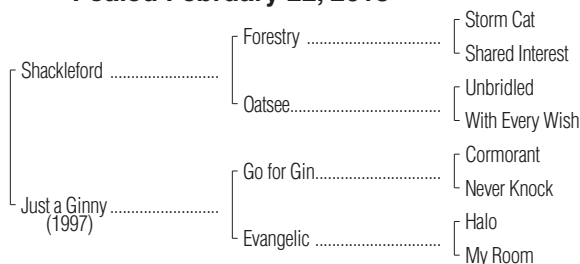 Foaled February 22,
Storm Cat
Forestry ..................................
Shared Interest
Shackleford ...........................
Unbridled
Oatsee......................................
With Every Wish
Cormorant
Go for Gin................................
Never Knock
Just a Ginny ...........................
(1997)
Halo
Evangelic ................................
My Room